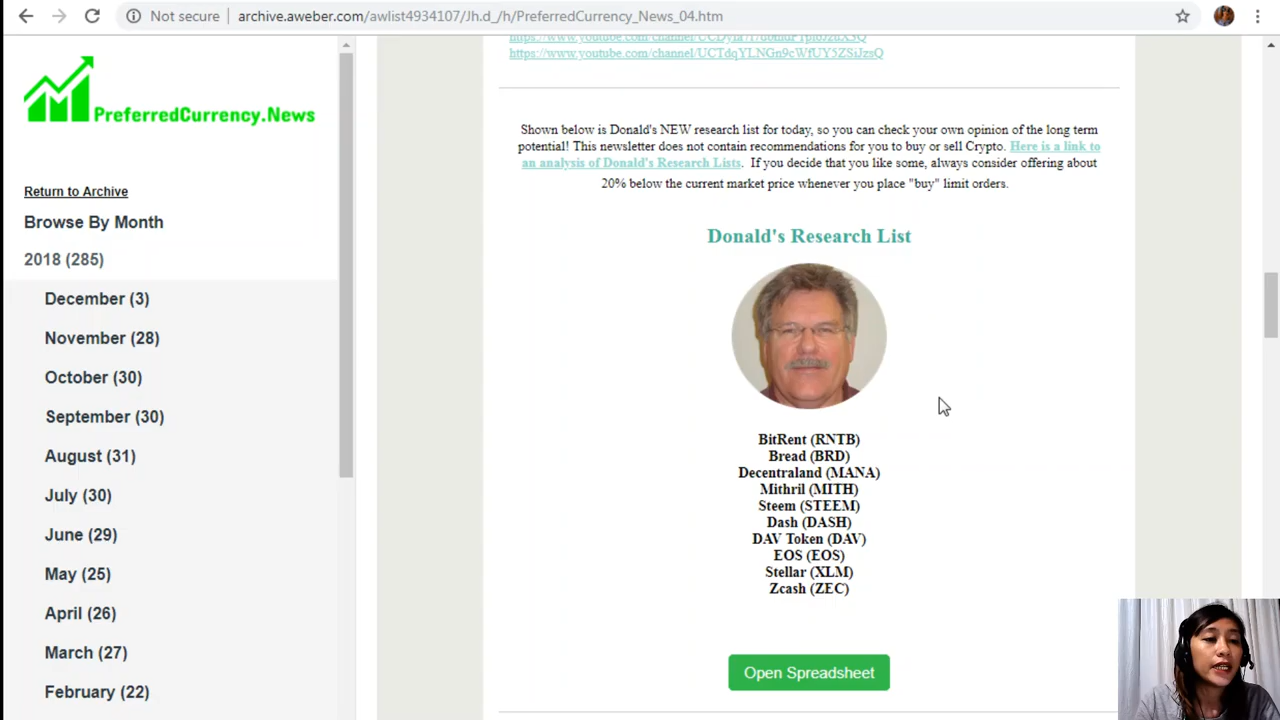 Not secure
archive.aweber.com/awlist4934107/Jh.d_/h/PreferredCurrency_News_04.htm
PreferredCurrency.News
Return to Archive
Browse By Month
2018 (285)
December (3)
November (28)
October (30)
September (30)
August (31)
July (30)
June (29)
May (25)
April (26)
March (27)
February (22)
https://www.youtube.com/channel/UCTdqYLNGn9cWfUY5ZSiJzsQ
Shown below is Donald's NEW research list for today, so you can check your own opinion of the long term
potential! This newsletter does not contain recommendations for you to buy or sell Crypto. Here is a link to
an analysis of Donald's Research Lists. If you decide that you like some, always consider offering about
20% below the current market price whenever you place "buy" limit orders.
Donald's Research List
BitRent (RNTB)
Bread (BRD)
Decentraland (MANA)
Mithril (MITH)
Steem (STEEM)
Dash (DASH)
DAV Token (DAV)
EOS (EOS)
Stellar (XLM)
Zcash (ZEC)
Open Spreadsheet